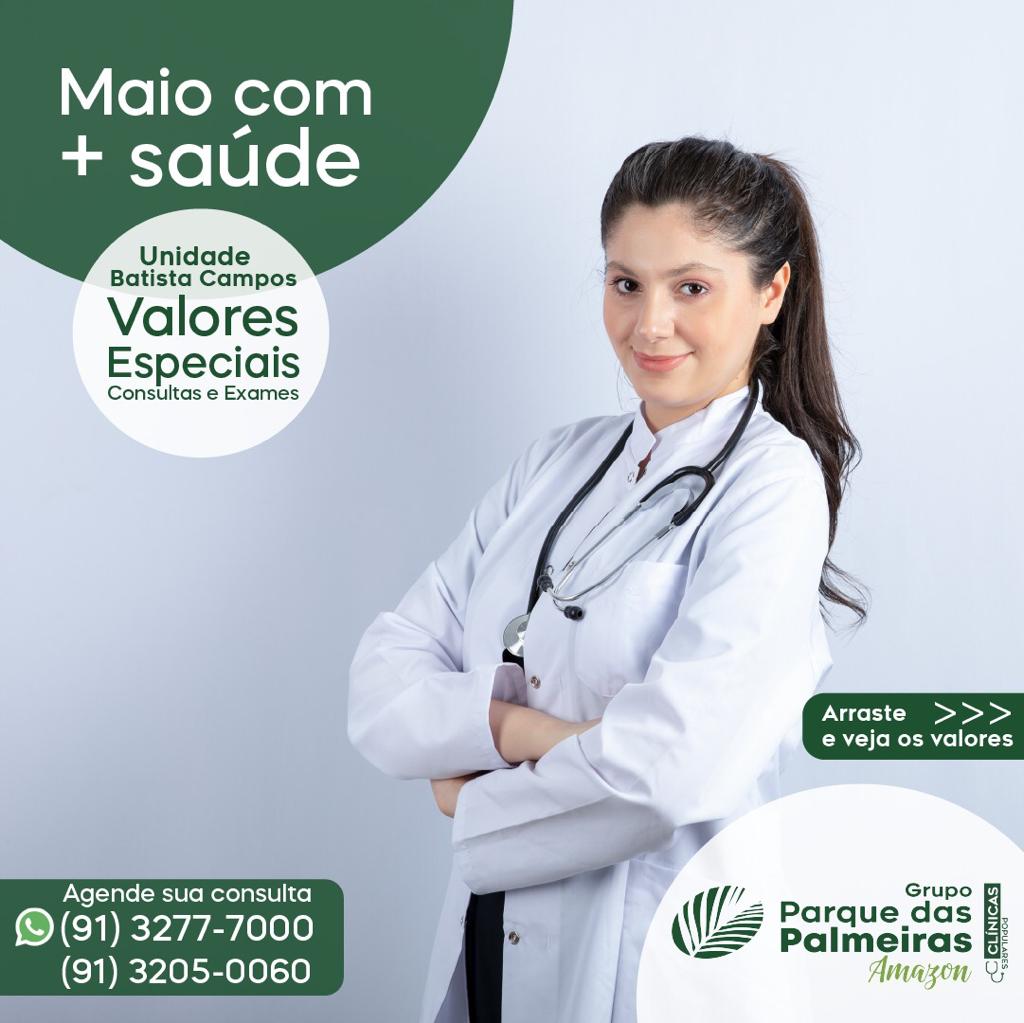 Maio com
+ saúde
Unidade
Batista Campos
Valores
Especiais
Consultas e Exames
Arraste >>>
e veja os valores
Agende sua consulta
(91) 3277-7000
(91) 3205-0060
Grupo
Parque das
Palmeiras
Amazon
CLÍNICAS
POPULARES